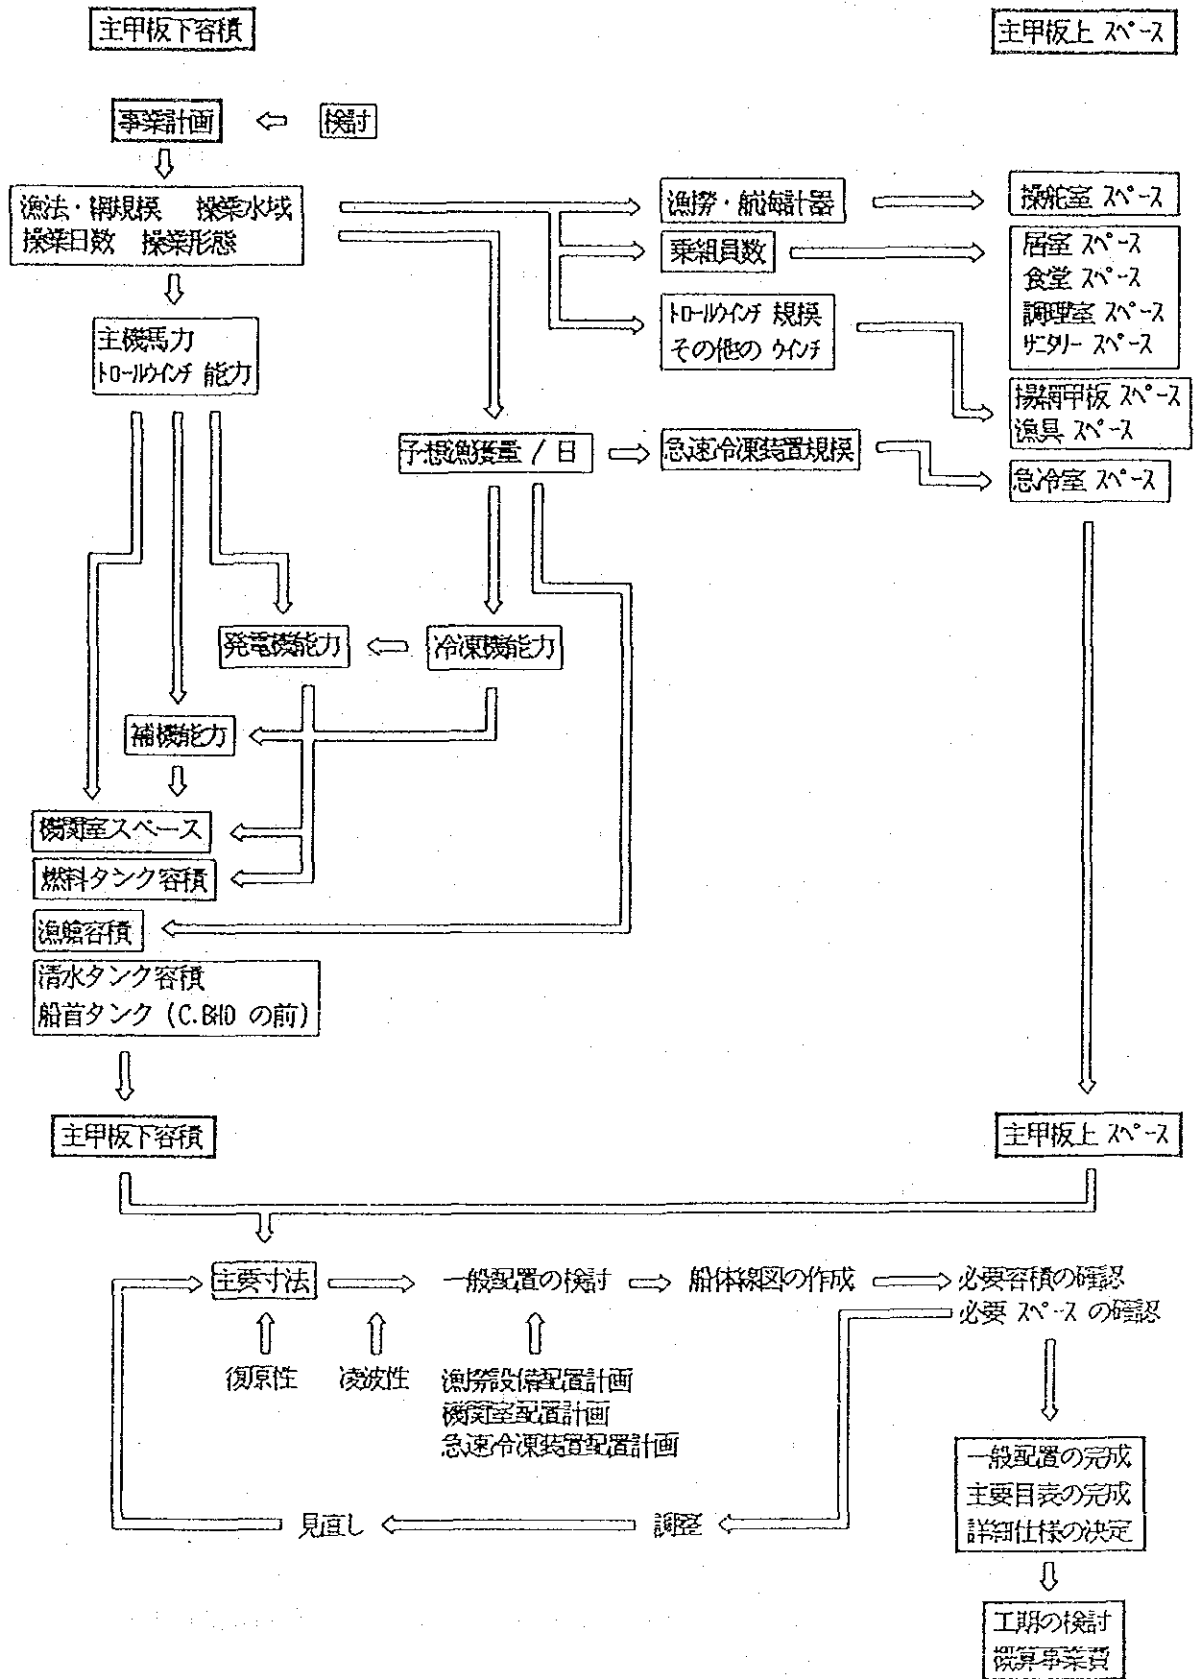 主甲板下容積
主甲板上 スペース
事業計画
検討
漁法・網規模 操業水域
操業日数 操業形態
漁撈・航海計器
操舵室 スペース
乗組員数
居室 スペース
食堂 スペース
調理室 スペース
サニタリー スペース
トロールウインチ 規模
その他の ウインチ
主機馬力
トロールウインチ 能力
揚網甲板 スペース
漁具 スペース
予想漁獲量 / 日
急速冷凍装置規模
急冷室 スペース
発電機能力
冷凍機能力
補機能力
機関室スペース
燃料タンク容積
漁艙容積
清水タンク容積
船首タンク (C.BHD の前)
主甲板下容積
主甲板上 スペース
主要寸法
一般配置の検討
船体線図の作成
必要容積の確認
必要 スペース の確認
復原性
凌波性
漁撈設備配置計画
機関室配置計画
急速冷凍装置配置計画
一般配置の完成
主要目表の完成
詳細仕様の決定
見直し
調整
工期の検討
概算事業費